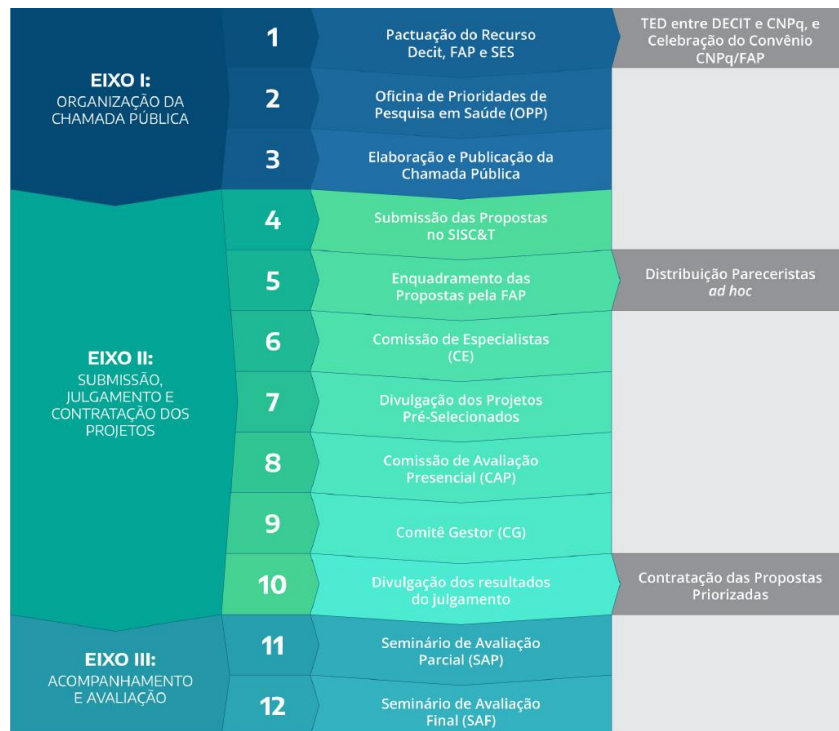 EIXO I:
ORGANIZAÇÃO DA
CHAMADA PÚBLICA
1
Pactuação do Recurso
Decit, FAP e SES
TED entre DECIT e CNPq, e
Celebração do Convênio
CNPq/FAP
2
Oficina de Prioridades de
Pesquisa em Saúde (OPP)
3
Elaboração e Publicação da
Chamada Pública
EIXO II:
SUBMISSÃO,
JULGAMENTO E
CONTRATAÇÃO DOS
PROJETOS
4
Submissão das Propostas
no SISC&T
5
Enquadramento das
Propostas pela FAP
Distribuição Pareceristas
ad hoc
6
Comissão de Especialistas
(CE)
7
Divulgação dos Projetos
Pré-Selecionados
8
Comissão de Avaliação
Presencial (CAP)
9
Comitê Gestor (CG)
10
Divulgação dos resultados
do julgamento
Contratação das Propostas
Priorizadas
EIXO III:
ACOMPANHAMENTO
E AVALIAÇÃO
11
Seminário de Avaliação
Parcial (SAP)
12
Seminário de Avaliação
Final (SAF)